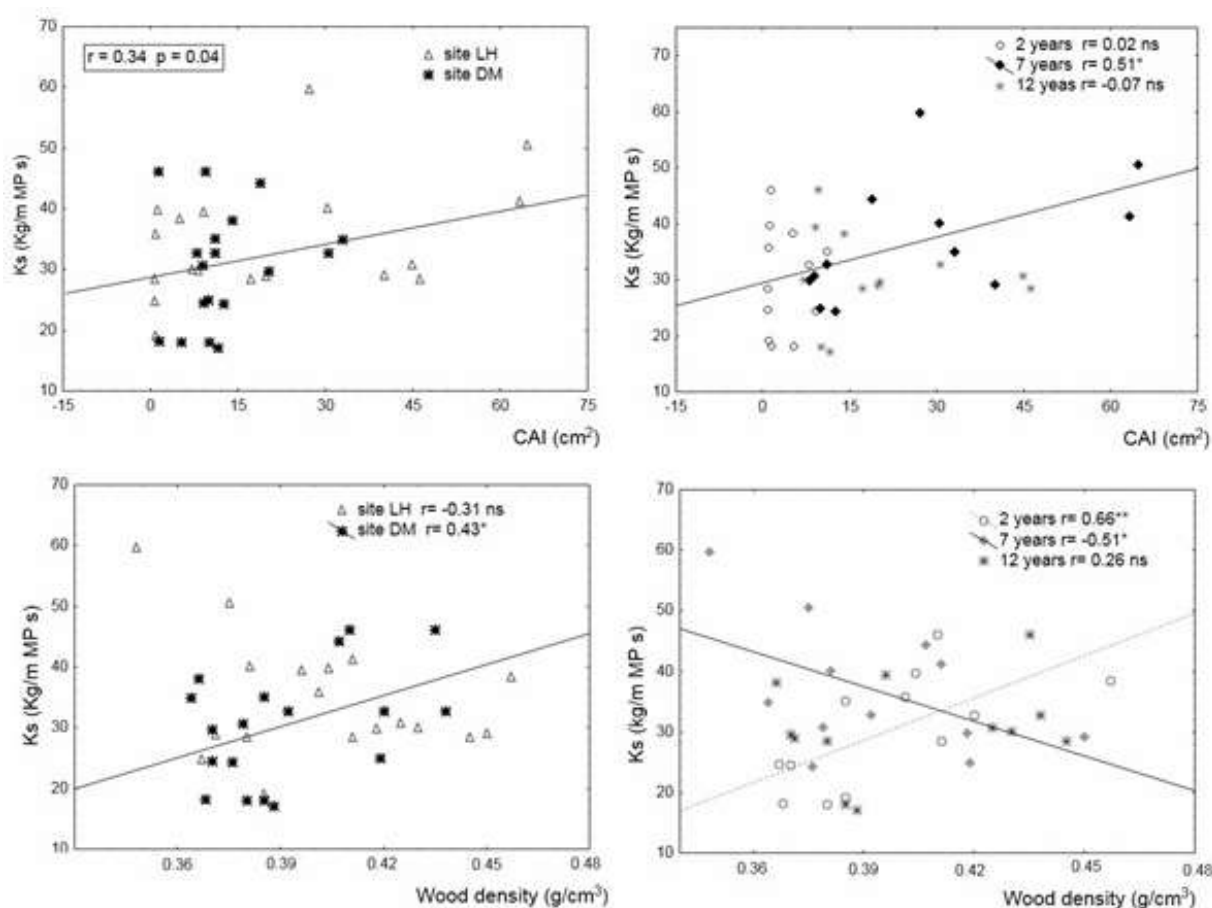 70
60
50
40
30
20
10
Ks (Kg/m MP s)
r = 0.34 p = 0.04
site LH
site DM
-15 0 15 30 45 60 75
CAI (cm²)
70
60
50
40
30
20
10
Ks (Kg/m MP s)
2 years r= 0.02 ns
7 years r= 0.51*
12 yeas r= -0.07 ns
-15 0 15 30 45 60 75
CAI (cm²)
70
60
50
40
30
20
10
Ks (Kg/m MP s)
site LH r= -0.31 ns
site DM r= 0.43*
0.36 0.39 0.42 0.45 0.48
Wood density (g/cm³)
70
60
50
40
30
20
10
Ks (kg/m MP s)
2 years r= 0.66**
7 years r= -0.51*
12 years r= 0.26 ns
0.36 0.39 0.42 0.45 0.48
Wood density (g/cm³)